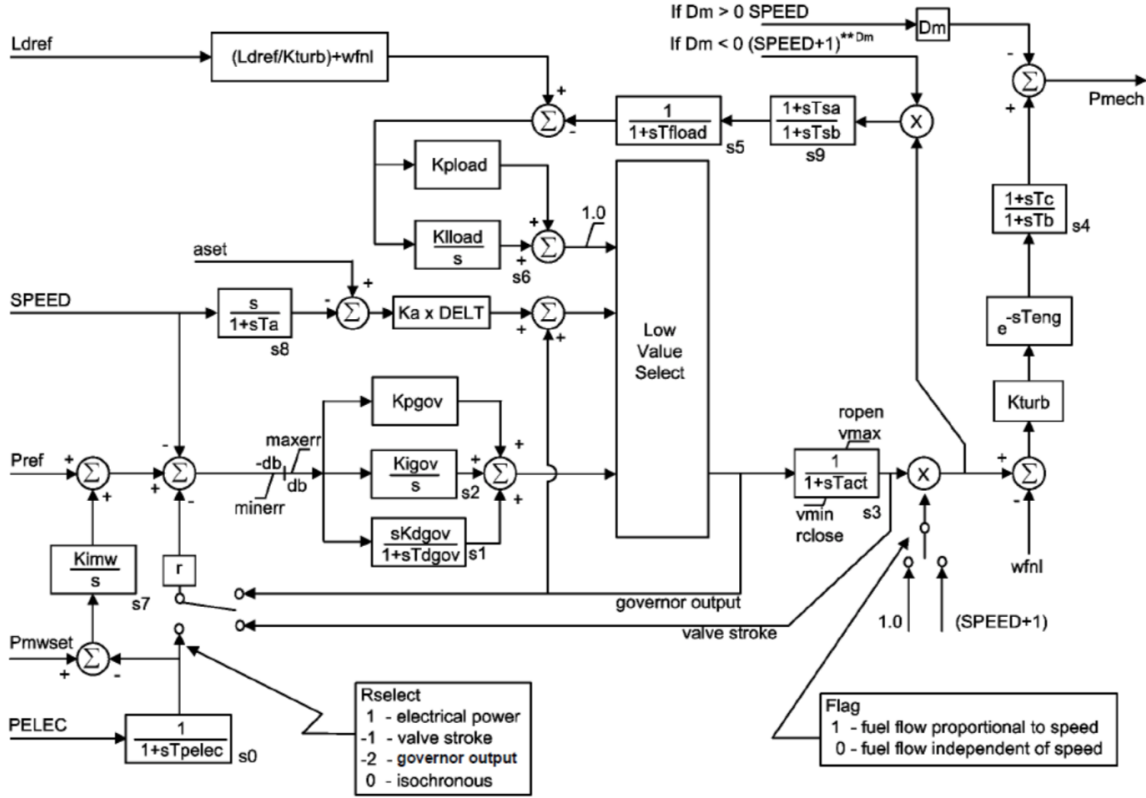 If Dm > 0 SPEED
Dm
Ldref
(Ldref/Kturb)+wfnl
If Dm < 0 (SPEED+1)**Dm
-
Σ
+
Pmech
+
Σ
-
1
1+sTfload
s5
1+sTsa
1+sTsb
s9
X
Kpload
KIload
s
s6
+
Σ
+
1.0
1+sTc
1+sTb
s4
aset
+
SPEED
s
1+sTa
s8
-
Σ
Ka x DELT
+
Σ
+
Low
Value
Select
e-sTeng
Kpgov
Kturb
Pref
+
Σ
+
-
+
Σ
-
maxerr
-db
db
minerr
Kigov
s
s2
+
+
Σ
+
sKdgov
1+sTdgov
s1
ropen
vmax
1
1+sTact
s3
vmin
rclose
X
+
Σ
-
wfnl
Kimw
s
s7
r
governor output
valve stroke
1.0
(SPEED+1)
Pmwset
+
Σ
-
PELEC
1
1+sTpelec
s0
Rselect
1 - electrical power
-1 - valve stroke
-2 - governor output
0 - isochronous
Flag
1 - fuel flow proportional to speed
0 - fuel flow independent of speed